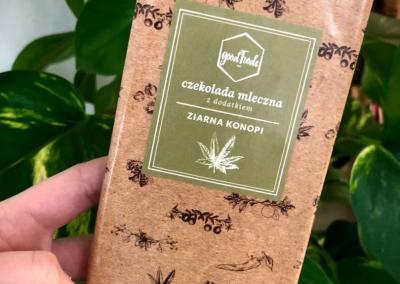 good foods
czekolada mleczna
z dodatkiem
ZIARNA KONOPI